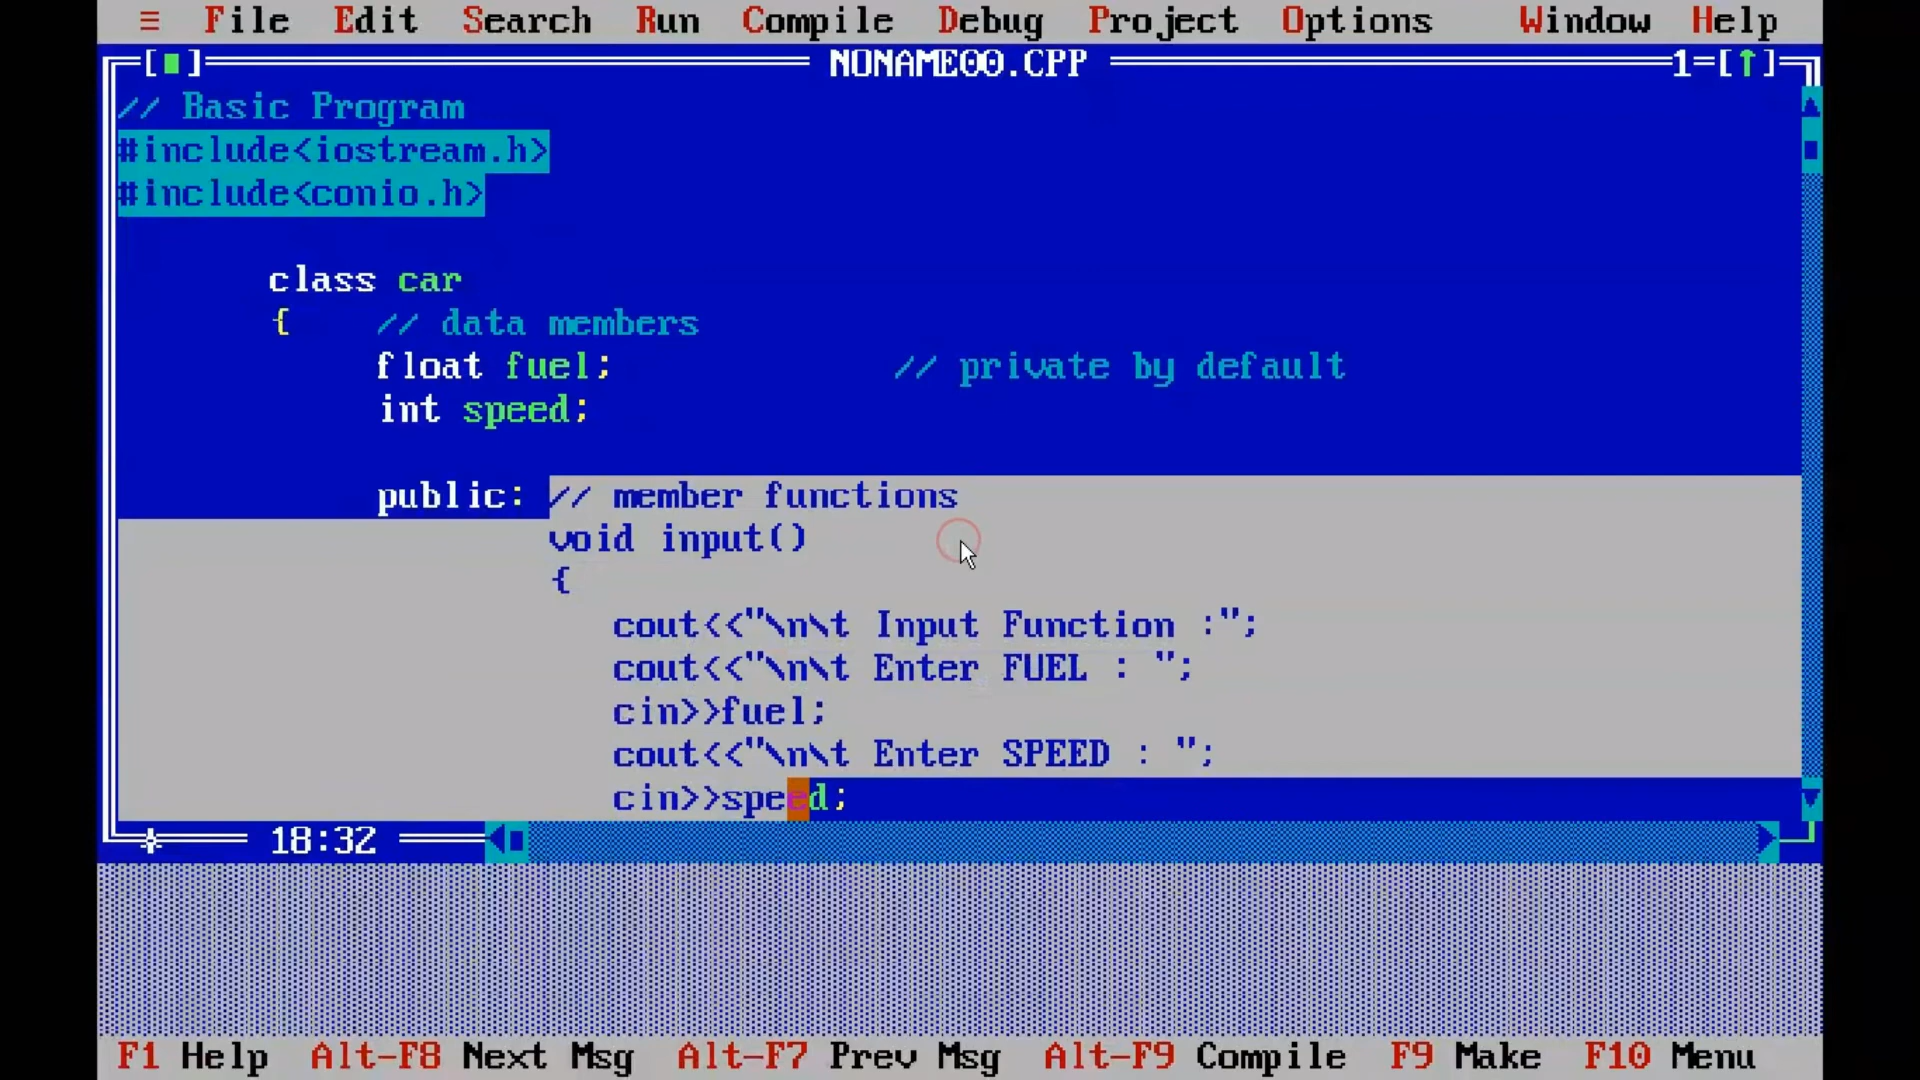 ≡ File Edit Search Run Compile Debug Project Options Window Help
[■] NONAME00.CPP 1=[↑]
// Basic Program
#include<iostream.h>
#include<conio.h>
class car
{ // data members
float fuel; // private by default
int speed;
public: // member functions
void input()
{
cout<<"\n\t Input Function :";
cout<<"\n\t Enter FUEL : ";
cin>>fuel;
cout<<"\n\t Enter SPEED : ";
cin>>speed;
18:32
F1 Help Alt-F8 Next Msg Alt-F7 Prev Msg Alt-F9 Compile F9 Make F10 Menu